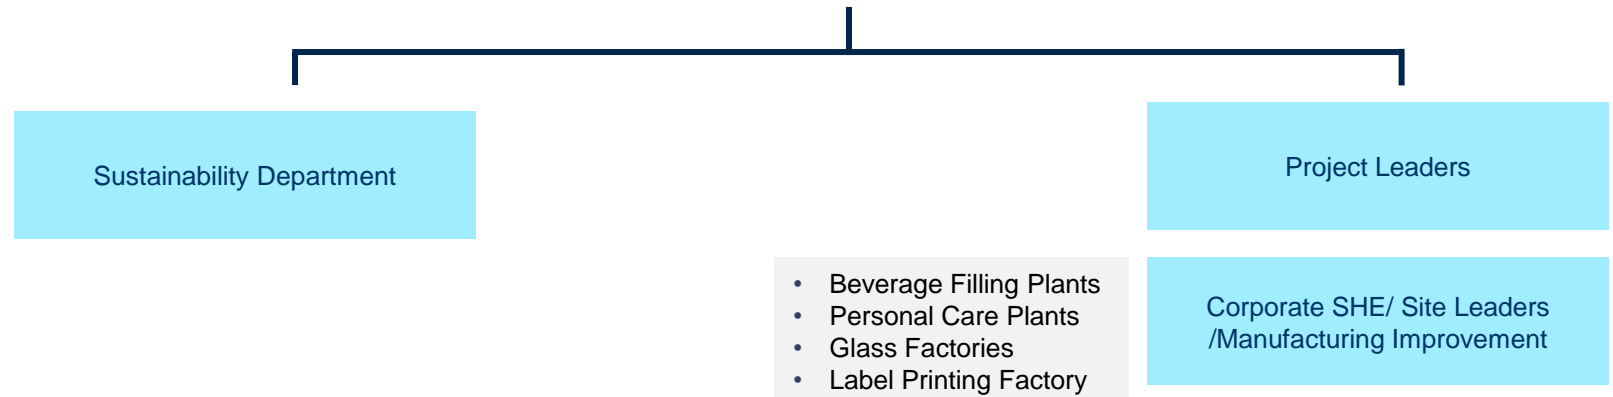 Sustainability Department
Project Leaders
• Beverage Filling Plants
• Personal Care Plants
• Glass Factories
• Label Printing Factory
Corporate SHE/ Site Leaders
/Manufacturing Improvement